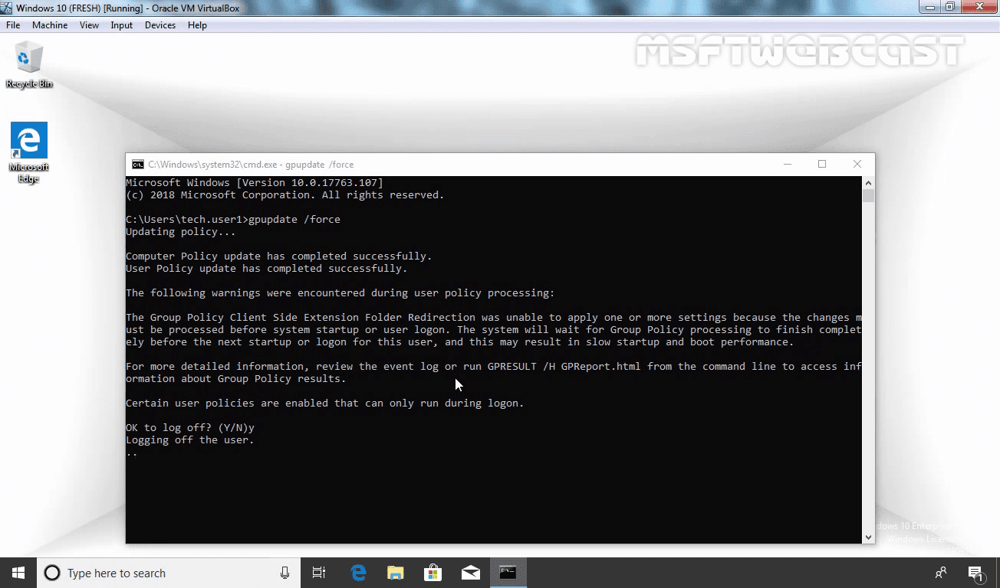 Windows 10 (FRESH) [Running] - Oracle VM VirtualBox
File Machine View Input Devices Help
MSFTWEBCAST
Recycle Bin
Microsoft
Edge
C:\Windows\system32\cmd.exe - gpupdate /force
Microsoft Windows [Version 10.0.17763.107]
(c) 2018 Microsoft Corporation. All rights reserved.
C:\Users\tech.user1>gpupdate /force
Updating policy...
Computer Policy update has completed successfully.
User Policy update has completed successfully.
The following warnings were encountered during user policy processing:
The Group Policy Client Side Extension Folder Redirection was unable to apply one or more settings because the changes m
ust be processed before system startup or user logon. The system will wait for Group Policy processing to finish complet
ely before the next startup or logon for this user, and this may result in slow startup and boot performance.
For more detailed information, review the event log or run GPRESULT /H GPReport.html from the command line to access inf
ormation about Group Policy results.
Certain user policies are enabled that can only run during logon.
OK to log off? (Y/N)y
Logging off the user.
..
dows 10 Enterpri
Windows Licens
Type here to search
1